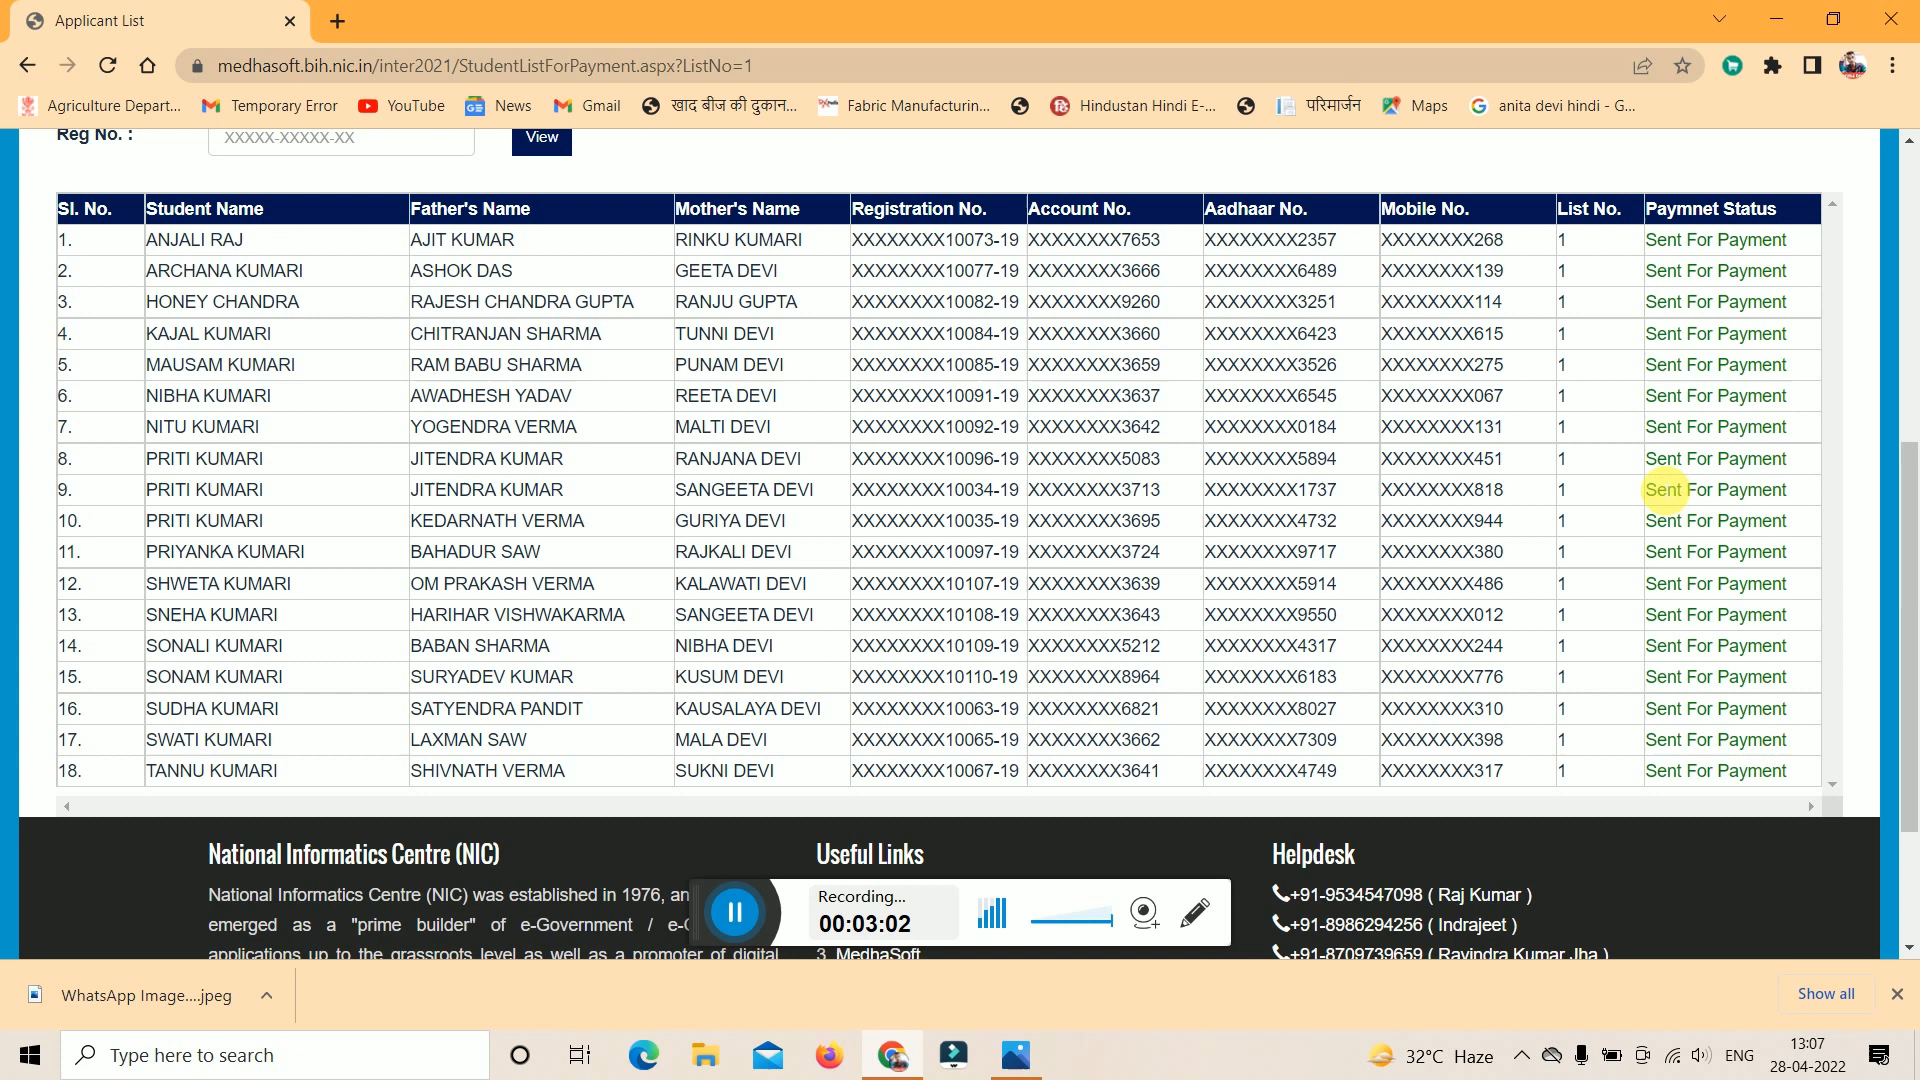 Applicant List
medhasoft.bih.nic.in/inter2021/StudentListForPayment.aspx?ListNo=1
Agriculture Depart... Temporary Error YouTube News Gmail खाद बीज की दुकान... Fabric Manufacturin... Hindustan Hindi E-... परिमार्जन Maps anita devi hindi - G...
Reg No. : XXXXX-XXXXX-XX View
Sl. No. Student Name Father's Name Mother's Name Registration No. Account No. Aadhaar No. Mobile No. List No. Paymnet Status
1. ANJALI RAJ AJIT KUMAR RINKU KUMARI XXXXXXXX10073-19 XXXXXXXX7653 XXXXXXXX2357 XXXXXXXX268 1 Sent For Payment
2. ARCHANA KUMARI ASHOK DAS GEETA DEVI XXXXXXXX10077-19 XXXXXXXX3666 XXXXXXXX6489 XXXXXXXX139 1 Sent For Payment
3. HONEY CHANDRA RAJESH CHANDRA GUPTA RANJU GUPTA XXXXXXXX10082-19 XXXXXXXX9260 XXXXXXXX3251 XXXXXXXX114 1 Sent For Payment
4. KAJAL KUMARI CHITRANJAN SHARMA TUNNI DEVI XXXXXXXX10084-19 XXXXXXXX3660 XXXXXXXX6423 XXXXXXXX615 1 Sent For Payment
5. MAUSAM KUMARI RAM BABU SHARMA PUNAM DEVI XXXXXXXX10085-19 XXXXXXXX3659 XXXXXXXX3526 XXXXXXXX275 1 Sent For Payment
6. NIBHA KUMARI AWADHESH YADAV REETA DEVI XXXXXXXX10091-19 XXXXXXXX3637 XXXXXXXX6545 XXXXXXXX067 1 Sent For Payment
7. NITU KUMARI YOGENDRA VERMA MALTI DEVI XXXXXXXX10092-19 XXXXXXXX3642 XXXXXXXX0184 XXXXXXXX131 1 Sent For Payment
8. PRITI KUMARI JITENDRA KUMAR RANJANA DEVI XXXXXXXX10096-19 XXXXXXXX5083 XXXXXXXX5894 XXXXXXXX451 1 Sent For Payment
9. PRITI KUMARI JITENDRA KUMAR SANGEETA DEVI XXXXXXXX10034-19 XXXXXXXX3713 XXXXXXXX1737 XXXXXXXX818 1 Sent For Payment
10. PRITI KUMARI KEDARNATH VERMA GURIYA DEVI XXXXXXXX10035-19 XXXXXXXX3695 XXXXXXXX4732 XXXXXXXX944 1 Sent For Payment
11. PRIYANKA KUMARI BAHADUR SAW RAJKALI DEVI XXXXXXXX10097-19 XXXXXXXX3724 XXXXXXXX9717 XXXXXXXX380 1 Sent For Payment
12. SHWETA KUMARI OM PRAKASH VERMA KALAWATI DEVI XXXXXXXX10107-19 XXXXXXXX3639 XXXXXXXX5914 XXXXXXXX486 1 Sent For Payment
13. SNEHA KUMARI HARIHAR VISHWAKARMA SANGEETA DEVI XXXXXXXX10108-19 XXXXXXXX3643 XXXXXXXX9550 XXXXXXXX012 1 Sent For Payment
14. SONALI KUMARI BABAN SHARMA NIBHA DEVI XXXXXXXX10109-19 XXXXXXXX5212 XXXXXXXX4317 XXXXXXXX244 1 Sent For Payment
15. SONAM KUMARI SURYADEV KUMAR KUSUM DEVI XXXXXXXX10110-19 XXXXXXXX8964 XXXXXXXX6183 XXXXXXXX776 1 Sent For Payment
16. SUDHA KUMARI SATYENDRA PANDIT KAUSALAYA DEVI XXXXXXXX10063-19 XXXXXXXX6821 XXXXXXXX8027 XXXXXXXX310 1 Sent For Payment
17. SWATI KUMARI LAXMAN SAW MALA DEVI XXXXXXXX10065-19 XXXXXXXX3662 XXXXXXXX7309 XXXXXXXX398 1 Sent For Payment
18. TANNU KUMARI SHIVNATH VERMA SUKNI DEVI XXXXXXXX10067-19 XXXXXXXX3641 XXXXXXXX4749 XXXXXXXX317 1 Sent For Payment
National Informatics Centre (NIC) Useful Links Helpdesk
National Informatics Centre (NIC) was established in 1976, an +91-9534547098 ( Raj Kumar )
Recording...
00:03:02
emerged as a "prime builder" of e-Government / e- +91-8986294256 ( Indrajeet )
applications up to the grassroots level as well as a promoter of digital 3. MedhaSoft +91-8709739659 ( Ravindra Kumar Jha )
WhatsApp Image....jpeg Show all
Type here to search 32°C Haze ENG 13:07
28-04-2022